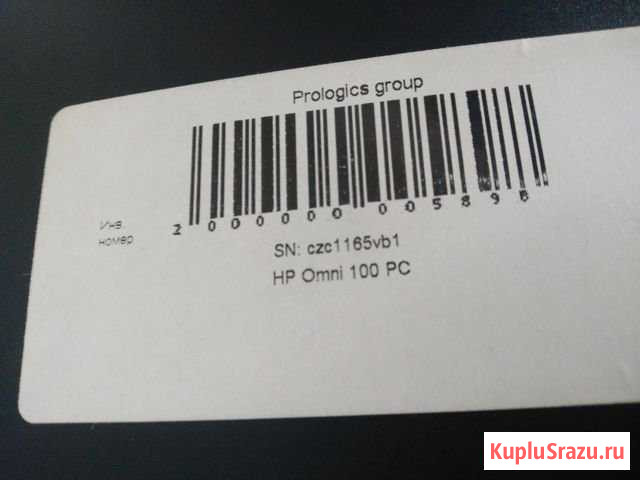 Prologics group
Инв.
номер
2 000000 005898
SN: czc1165vb1
HP Omni 100 PC
KupluSrazu.ru